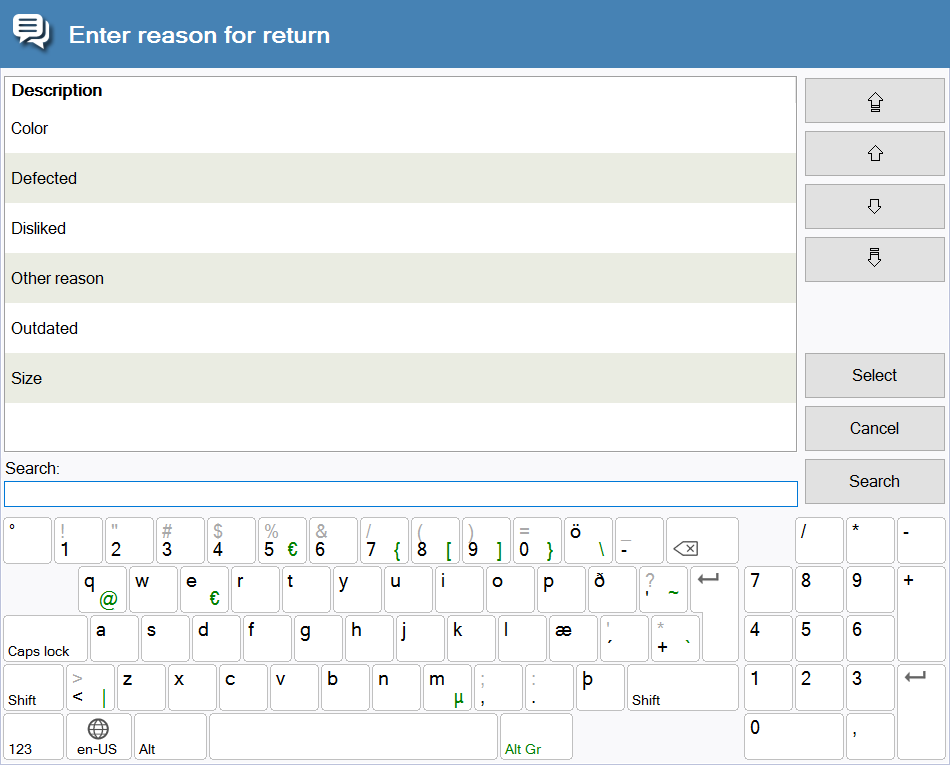 Enter reason for return
Description
Color
Defected
Disliked
Other reason
Outdated
Size
Select
Cancel
Search:
Search
° ! 1 " 2 # 3 $ 4 % 5 € & 6 / 7 { ( 8 [ ) 9 ] = 0 } ö \ _ - / * -
q @ w e € r t y u i o p ð ? ' ~ 7 8 9 +
Caps lock a s d f g h j k l æ ' ´ * + ` 4 5 6
Shift > < | z x c v b n m µ ; , : . þ Shift 1 2 3
123 en-US Alt Alt Gr 0 ,